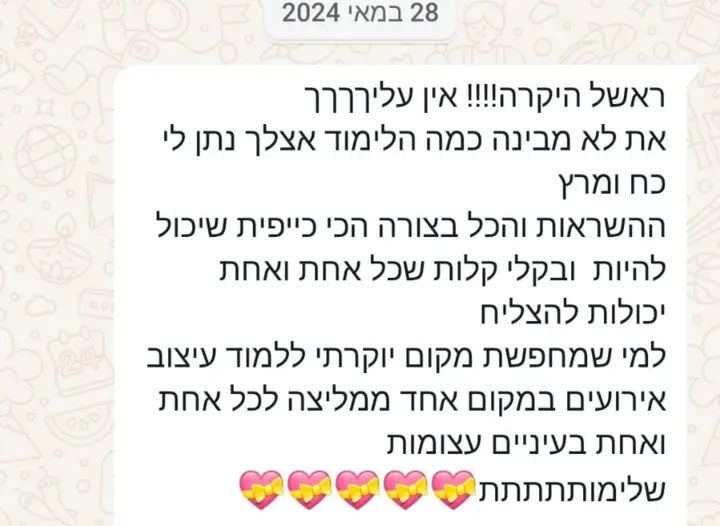 28 במאי 2024
ראשל היקרה!!!! אין עליךךךך
את לא מבינה כמה הלימוד אצלך נתן לי
כח ומרץ
ההשראות והכל בצורה הכי כייפית שיכול
להיות  ובקלי קלות שכל אחת ואחת
יכולות להצליח
למי שמחפשת מקום יוקרתי ללמוד עיצוב
אירועים במקום אחד ממליצה לכל אחת
ואחת בעיניים עצומות
שלימותתתתת💝💝💝💝💝